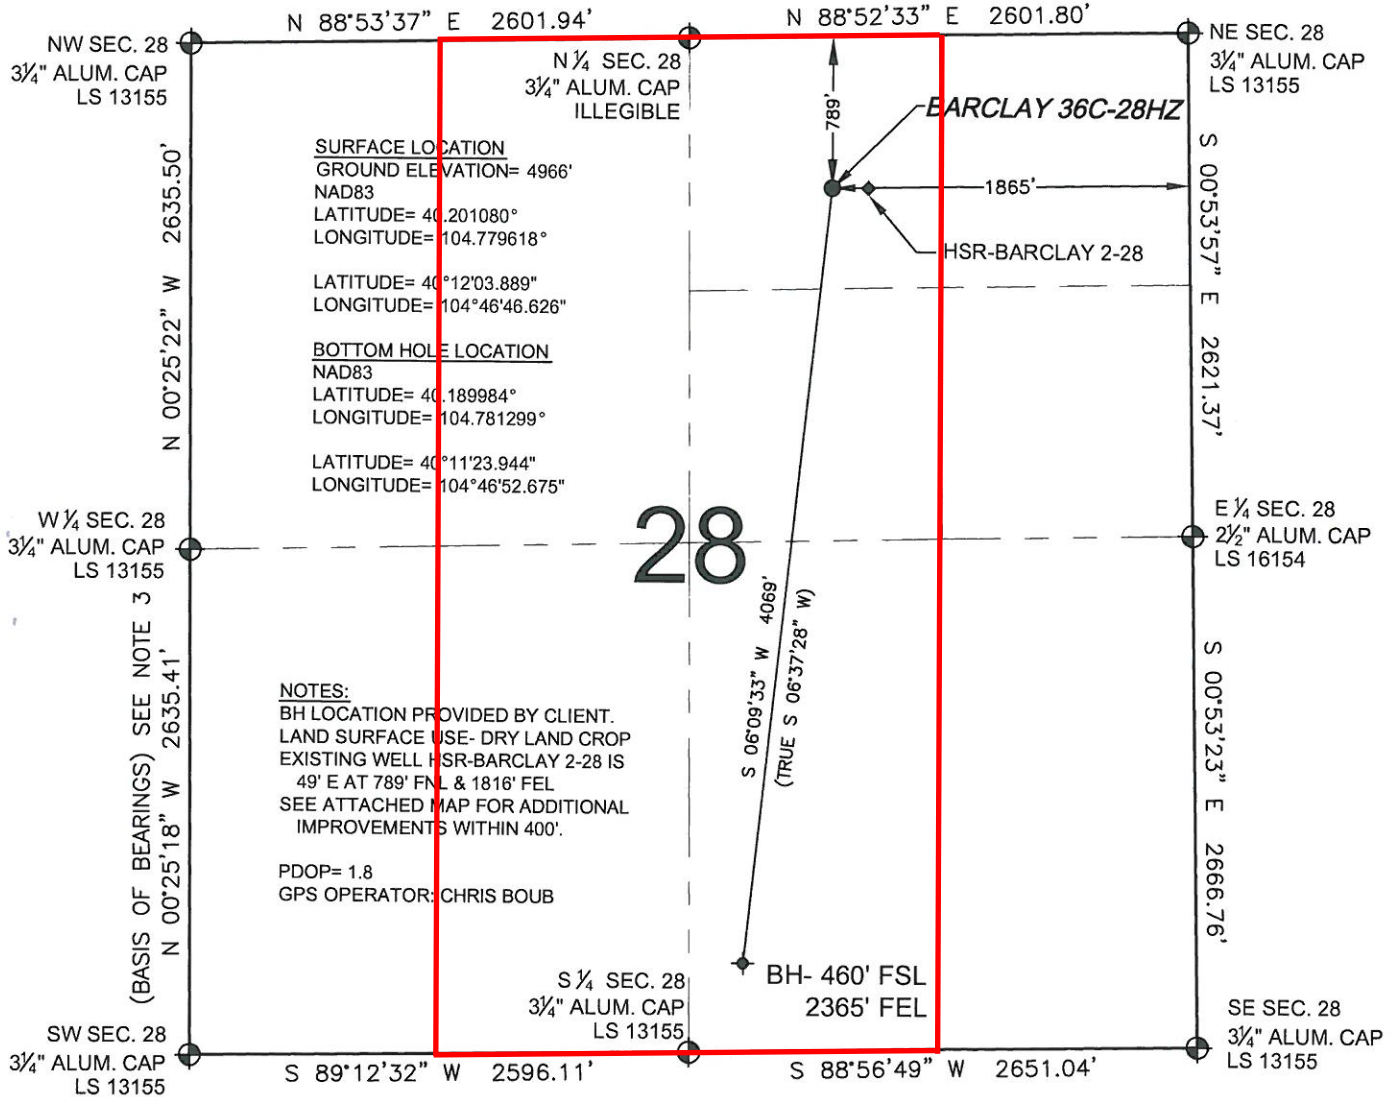 N 88°53'37" E 2601.94'
N 88°52'33" E 2601.80'
NW SEC. 28
3¼" ALUM. CAP
LS 13155
N ¼ SEC. 28
3¼" ALUM. CAP
ILLEGIBLE
NE SEC. 28
3¼" ALUM. CAP
LS 13155
789'
BARCLAY 36C-28HZ
1865'
HSR-BARCLAY 2-28
SURFACE LOCATION
GROUND ELEVATION= 4966'
NAD83
LATITUDE= 40.201080°
LONGITUDE= 104.779618°
LATITUDE= 40°12'03.889"
LONGITUDE= 104°46'46.626"
BOTTOM HOLE LOCATION
NAD83
LATITUDE= 40.189984°
LONGITUDE= 104.781299°
LATITUDE= 40°11'23.944"
LONGITUDE= 104°46'52.675"
N 00°25'22" W 2635.50'
S 00°53'57" E 2621.37'
W ¼ SEC. 28
3¼" ALUM. CAP
LS 13155
28
E ¼ SEC. 28
2½" ALUM. CAP
LS 16154
S 06°09'33" W 4069'
(TRUE S 06°37'28" W)
(BASIS OF BEARINGS) SEE NOTE 3
N 00°25'18" W 2635.41'
S 00°53'23" E 2666.76'
NOTES:
BH LOCATION PROVIDED BY CLIENT.
LAND SURFACE USE- DRY LAND CROP
EXISTING WELL HSR-BARCLAY 2-28 IS
49' E AT 789' FNL & 1816' FEL
SEE ATTACHED MAP FOR ADDITIONAL
IMPROVEMENTS WITHIN 400'.
PDOP= 1.8
GPS OPERATOR: CHRIS BOUB
BH- 460' FSL
2365' FEL
S ¼ SEC. 28
3¼" ALUM. CAP
LS 13155
SW SEC. 28
3¼" ALUM. CAP
LS 13155
SE SEC. 28
3¼" ALUM. CAP
LS 13155
S 89°12'32" W 2596.11'
S 88°56'49" W 2651.04'